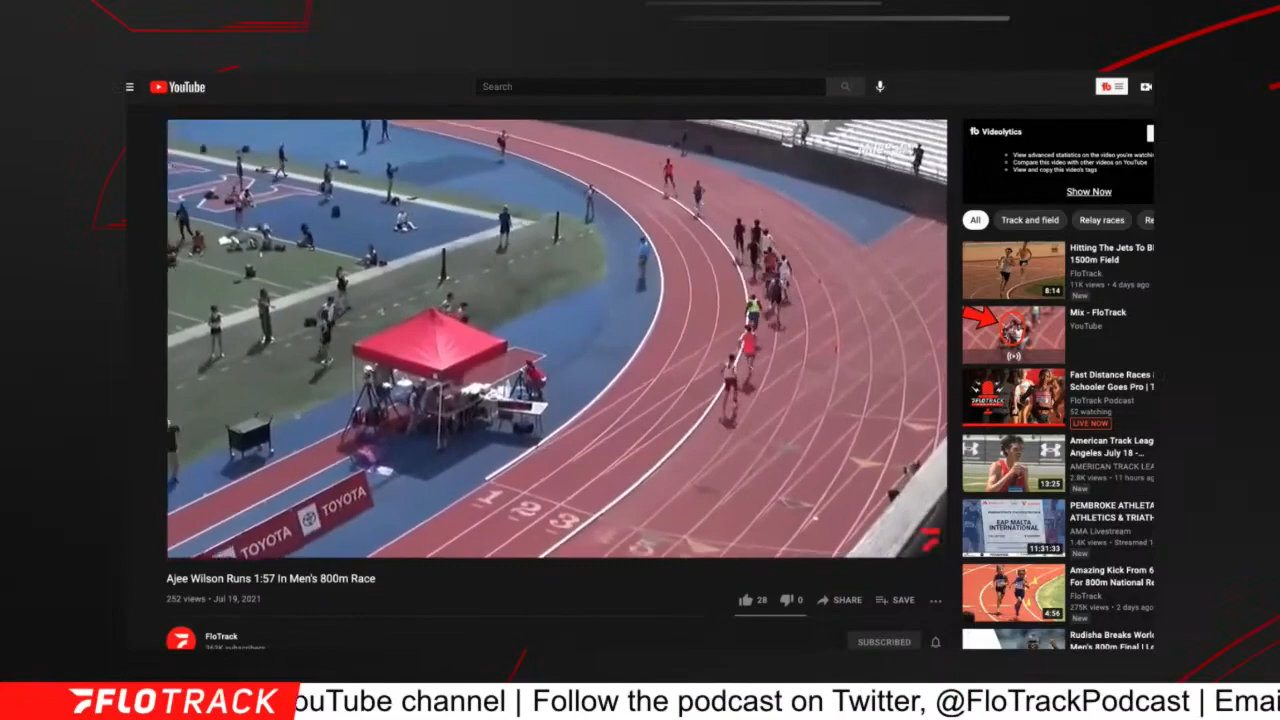 YouTube
Search
TOYOTA
TOYOTA
1 2 3
Ajee Wilson Runs 1:57 In Men's 800m Race
252 views • Jul 19, 2021
28
0
SHARE
SAVE
FloTrack
SUBSCRIBED
tb Videolytics
View advanced statistics on the video you're watchin
Compare this video with other videos on YouTube
View and copy this video's tags
Show Now
All
Track and field
Relay races
Re
8:14
Hitting The Jets To B
1500m Field
FloTrack
11K views • 4 days ago
New
Mix - FloTrack
YouTube
FLOTRACK
Fast Distance Races
Schooler Goes Pro | T
FloTrack Podcast
52 watching
LIVE NOW
13:25
American Track Leag
Angeles July 18 -...
AMERICAN TRACK LEA
2.8K views • 11 hours ag
New
EAP MALTA
INTERNATIONAL
11:31:33
PEMBROKE ATHLETA
ATHLETICS & TRIATH
AMA Livestream
1.4K views • Streamed 1
New
4:56
Amazing Kick From 6
For 800m National Re
FloTrack
275K views • 2 days ago
New
Rudisha Breaks Worl
Men's 800m Final | L
FLOTRACK
ouTube channel | Follow the podcast on Twitter, @FloTrackPodcast | Emai